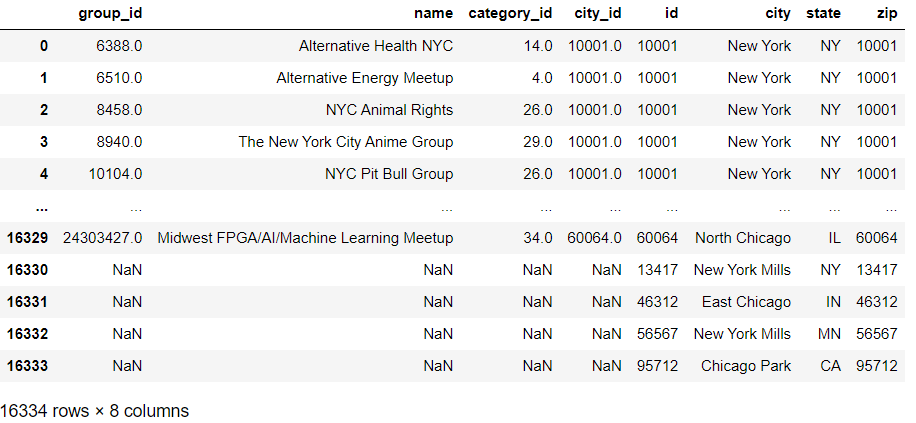 group_id name category_id city_id id city state zip
0 6388.0 Alternative Health NYC 14.0 10001.0 10001 New York NY 10001
1 6510.0 Alternative Energy Meetup 4.0 10001.0 10001 New York NY 10001
2 8458.0 NYC Animal Rights 26.0 10001.0 10001 New York NY 10001
3 8940.0 The New York City Anime Group 29.0 10001.0 10001 New York NY 10001
4 10104.0 NYC Pit Bull Group 26.0 10001.0 10001 New York NY 10001
... ... ... ... ... ... ... ... ...
16329 24303427.0 Midwest FPGA/AI/Machine Learning Meetup 34.0 60064.0 60064 North Chicago IL 60064
16330 NaN NaN NaN NaN 13417 New York Mills NY 13417
16331 NaN NaN NaN NaN 46312 East Chicago IN 46312
16332 NaN NaN NaN NaN 56567 New York Mills MN 56567
16333 NaN NaN NaN NaN 95712 Chicago Park CA 95712
16334 rows × 8 columns